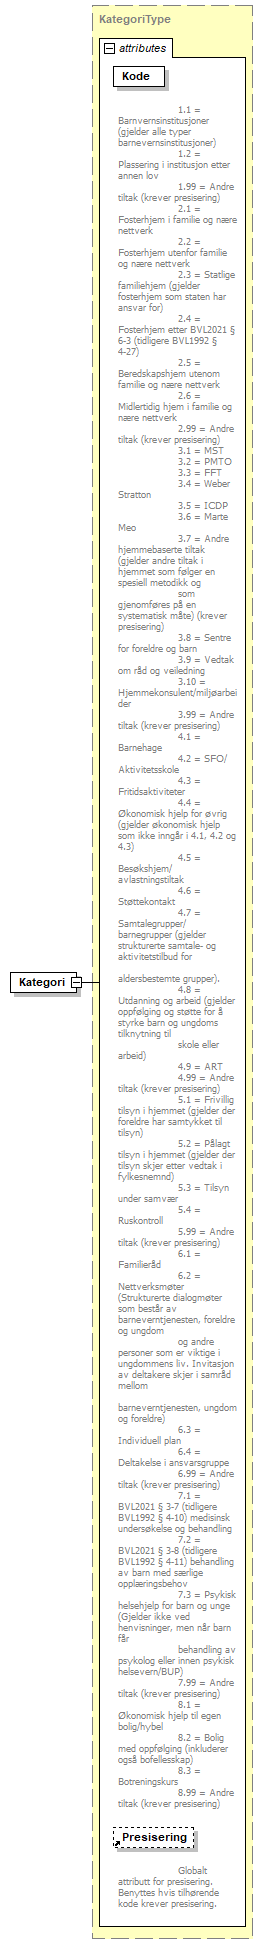 KategoriType
attributes
Kode
1.1 =
Barnvernsinstitusjoner
(gjelder alle typer
barnevernsinstitusjoner)
1.2 =
Plassering i institusjon etter
annen lov
1.99 = Andre
tiltak (krever presisering)
2.1 =
Fosterhjem i familie og nære
nettverk
2.2 =
Fosterhjem utenfor familie
og nære nettverk
2.3 = Statlige
familiehjem (gjelder
fosterhjem som staten har
ansvar for)
2.4 =
Fosterhjem etter BVL2021 §
6-3 (tidligere BVL1992 §
4-27)
2.5 =
Beredskapshjem utenom
familie og nære nettverk
2.6 =
Midlertidig hjem i familie og
nære nettverk
2.99 = Andre
tiltak (krever presisering)
3.1 = MST
3.2 = PMTO
3.3 = FFT
3.4 = Weber
Stratton
3.5 = ICDP
3.6 = Marte
Meo
3.7 = Andre
hjemmebaserte tiltak
(gjelder andre tiltak i
hjemmet som følger en
spesiell metodikk og
som
gjenomføres på en
systematisk måte) (krever
presisering)
3.8 = Sentre
for foreldre og barn
3.9 = Vedtak
om råd og veiledning
3.10 =
Hjemmekonsulent/miljøarbei
der
3.99 = Andre
tiltak (krever presisering)
4.1 =
Barnehage
4.2 = SFO/
Aktivitetsskole
4.3 =
Fritidsaktiviteter
4.4 =
Økonomisk hjelp for øvrig
(gjelder økonomisk hjelp
som ikke inngår i 4.1, 4.2 og
4.3)
4.5 =
Besøkshjem/
avlastningstiltak
4.6 =
Støttekontakt
4.7 =
Samtalegrupper/
barnegrupper (gjelder
strukturerte samtale- og
aktivitetstilbud for
aldersbestemte grupper).
Kategori
4.8 =
Utdanning og arbeid (gjelder
oppfølging og støtte for å
styrke barn og ungdoms
tilknytning til
skole eller
arbeid)
4.9 = ART
4.99 = Andre
tiltak (krever presisering)
5.1 = Frivillig
tilsyn i hjemmet (gjelder der
foreldre har samtykket til
tilsyn)
5.2 = Pålagt
tilsyn i hjemmet (gjelder der
tilsyn skjer etter vedtak i
fylkesnemnd)
5.3 = Tilsyn
under samvær
5.4 =
Ruskontroll
5.99 = Andre
tiltak (krever presisering)
6.1 =
Familieråd
6.2 =
Nettverksmøter
(Strukturerte dialogmøter
som består av
barneverntjenesten, foreldre
og ungdom
og andre
personer som er viktige i
ungdommens liv. Invitasjon
av deltakere skjer i samråd
mellom
barneverntjenesten, ungdom
og foreldre)
6.3 =
Individuell plan
6.4 =
Deltakelse i ansvarsgruppe
6.99 = Andre
tiltak (krever presisering)
7.1 =
BVL2021 § 3-7 (tidligere
BVL1992 § 4-10) medisinsk
undersøkelse og behandling
7.2 =
BVL2021 § 3-8 (tidligere
BVL1992 § 4-11) behandling
av barn med særlige
opplæringsbehov
7.3 = Psykisk
helsehjelp for barn og unge
(Gjelder ikke ved
henvisninger, men når barn
får
behandling av
psykolog eller innen psykisk
helsevern/BUP)
7.99 = Andre
tiltak (krever presisering)
8.1 =
Økonomisk hjelp til egen
bolig/hybel
8.2 = Bolig
med oppfølging (inkluderer
også bofellesskap)
8.3 =
Botreningskurs
8.99 = Andre
tiltak (krever presisering)
Presisering
Globalt
attributt for presisering.
Benyttes hvis tilhørende
kode krever presisering.